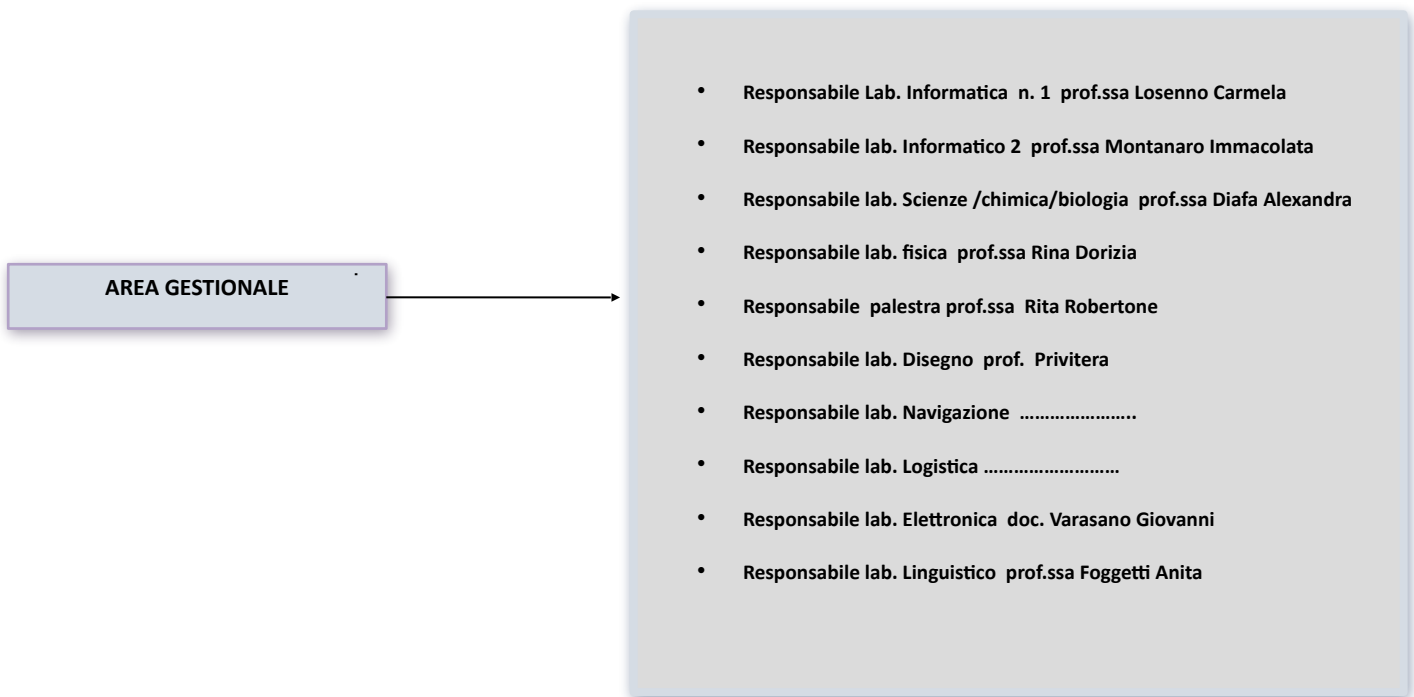 AREA GESTIONALE
• Responsabile Lab. Informatica n. 1 prof.ssa Losenno Carmela
• Responsabile lab. Informatico 2 prof.ssa Montanaro Immacolata
• Responsabile lab. Scienze /chimica/biologia prof.ssa Diafa Alexandra
• Responsabile lab. fisica prof.ssa Rina Dorizia
• Responsabile palestra prof.ssa Rita Robertone
• Responsabile lab. Disegno prof. Privitera
• Responsabile lab. Navigazione …………………..
• Responsabile lab. Logistica ………………………
• Responsabile lab. Elettronica doc. Varasano Giovanni
• Responsabile lab. Linguistico prof.ssa Foggetti Anita